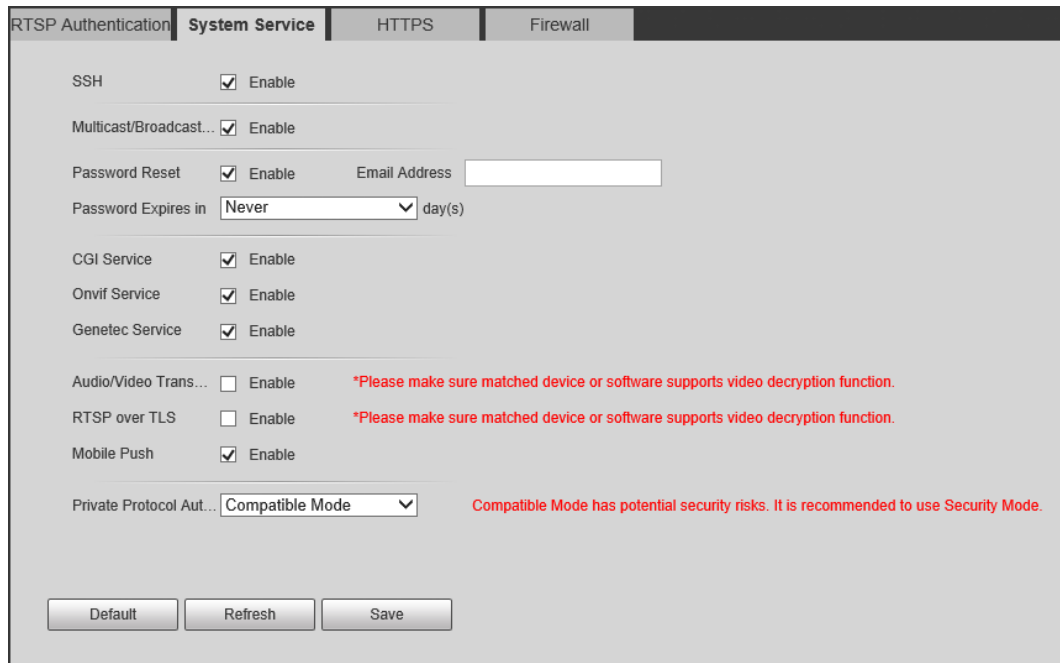 RTSP Authentication System Service HTTPS Firewall
SSH Enable
Multicast/Broadcast... Enable
Password Reset Enable Email Address
Password Expires in Never day(s)
CGI Service Enable
Onvif Service Enable
Genetec Service Enable
Audio/Video Trans... Enable *Please make sure matched device or software supports video decryption function.
RTSP over TLS Enable *Please make sure matched device or software supports video decryption function.
Mobile Push Enable
Private Protocol Aut... Compatible Mode Compatible Mode has potential security risks. It is recommended to use Security Mode.
Default Refresh Save